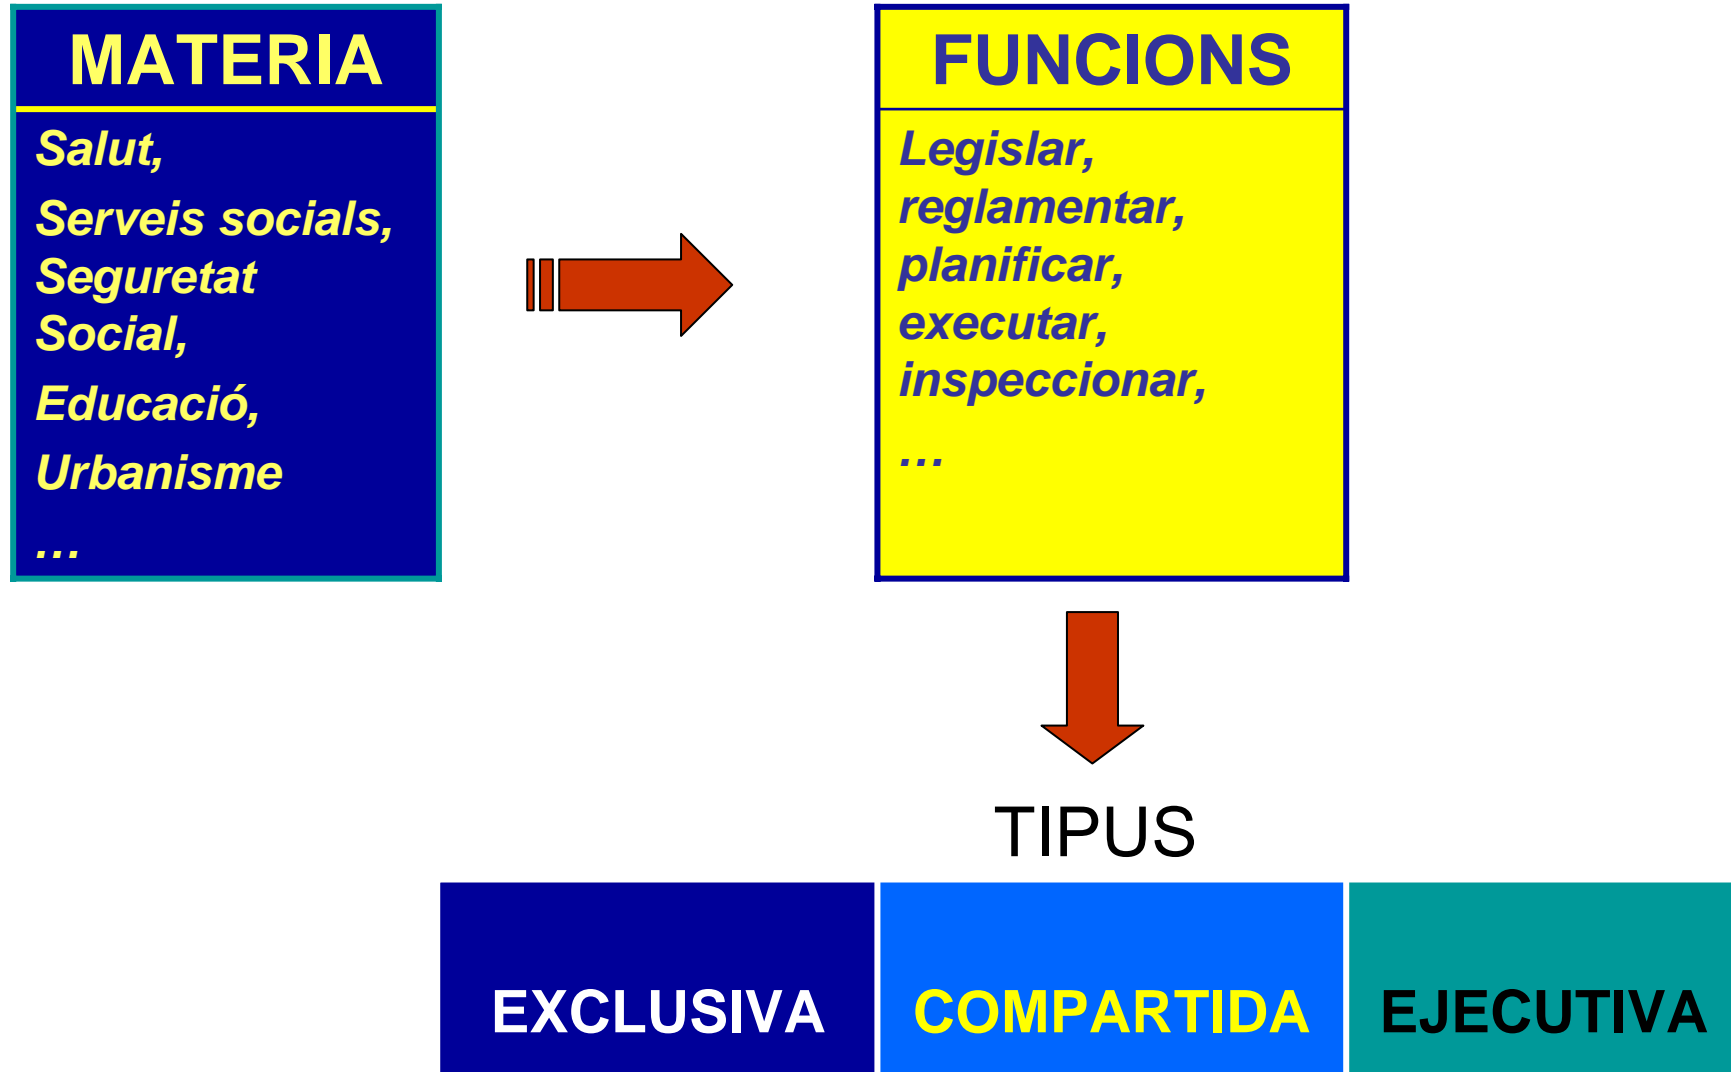 MATERIA
Salut,
Serveis socials,
Seguretat
Social,
Educació,
Urbanisme
…
FUNCIONS
Legislar,
reglamentar,
planificar,
executar,
inspeccionar,
…
TIPUS
EXCLUSIVA
COMPARTIDA
EJECUTIVA